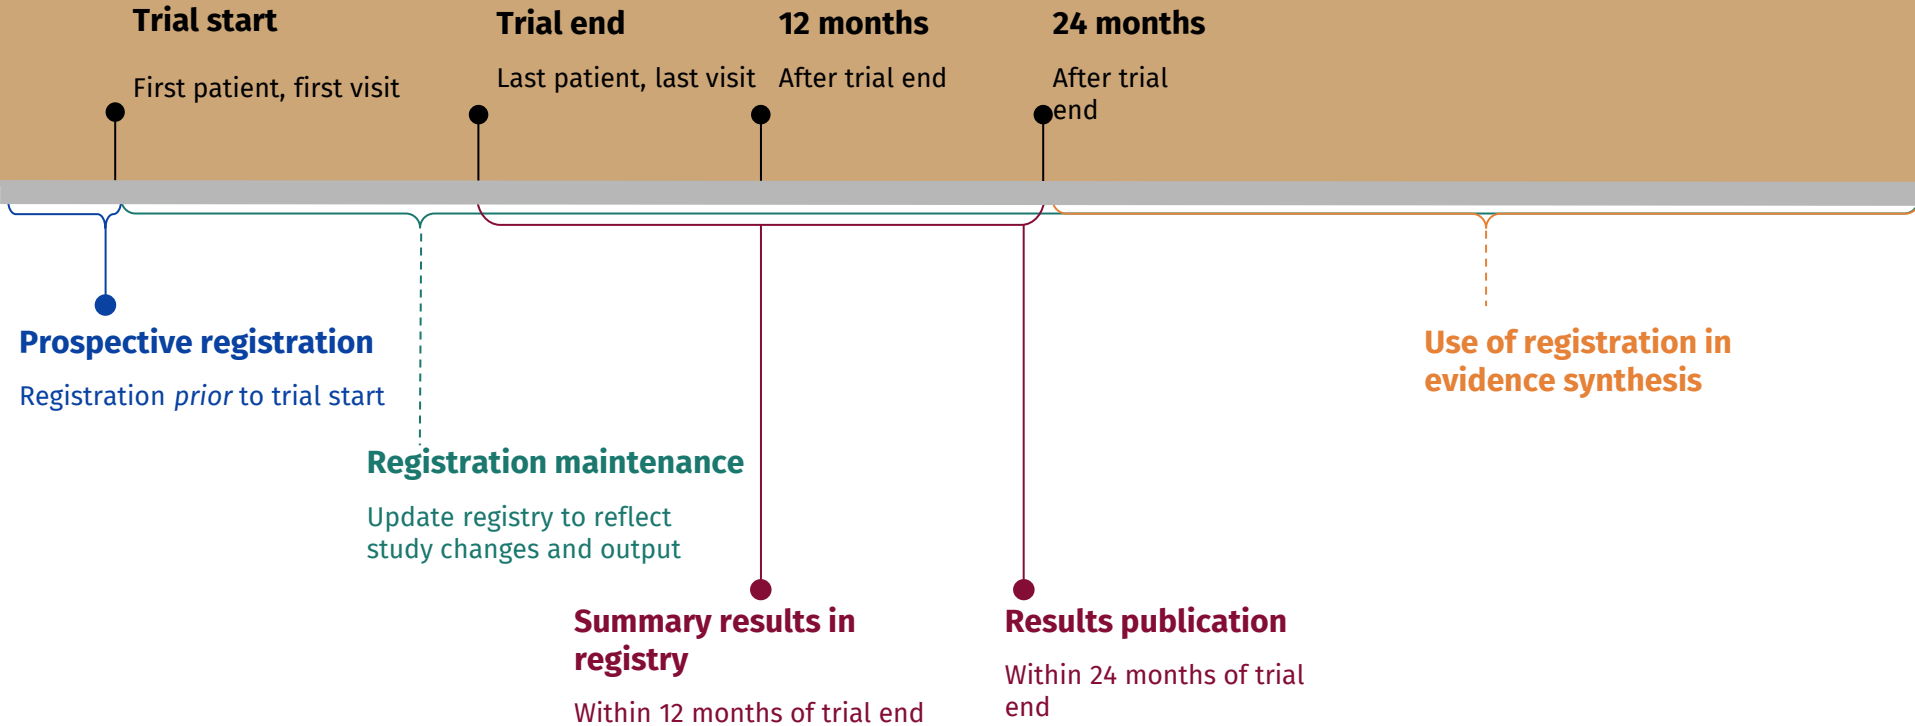 Trial start
First patient, first visit
Trial end
Last patient, last visit
12 months
After trial end
24 months
After trial
end
Prospective registration
Registration prior to trial start
Registration maintenance
Update registry to reflect
study changes and output
Summary results in
registry
Within 12 months of trial end
Results publication
Within 24 months of trial
end
Use of registration in
evidence synthesis